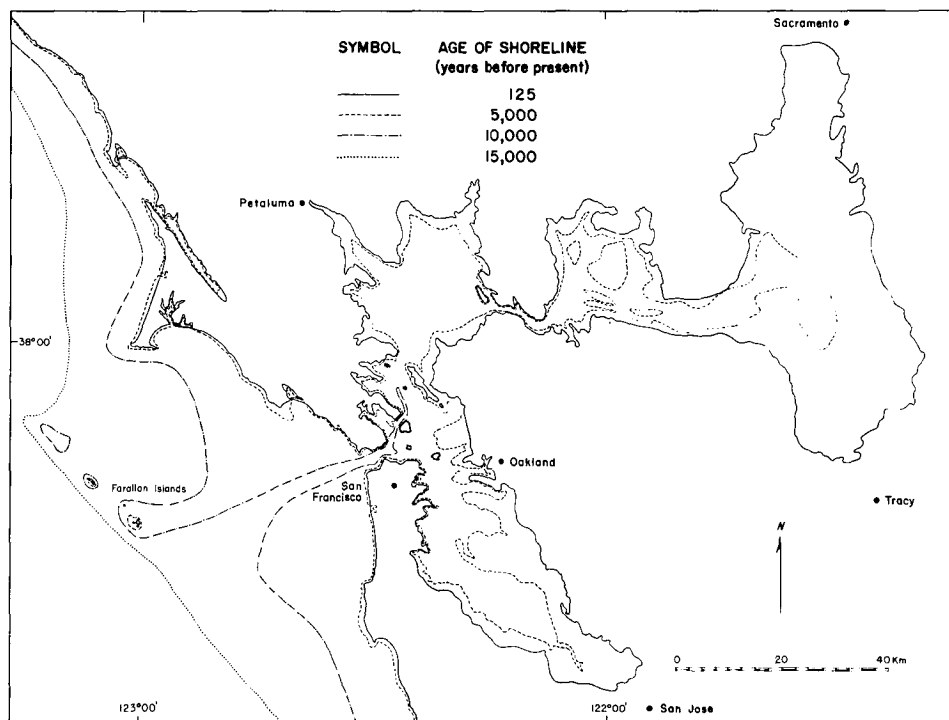 Sacramento
SYMBOL AGE OF SHORELINE
(years before present)
125
5,000
10,000
15,000
Petaluma
38°00'
Oakland
Farallon Islands
San
Francisco
Tracy
N
0 20 40 Km
123°00' 122°00'
San Jose